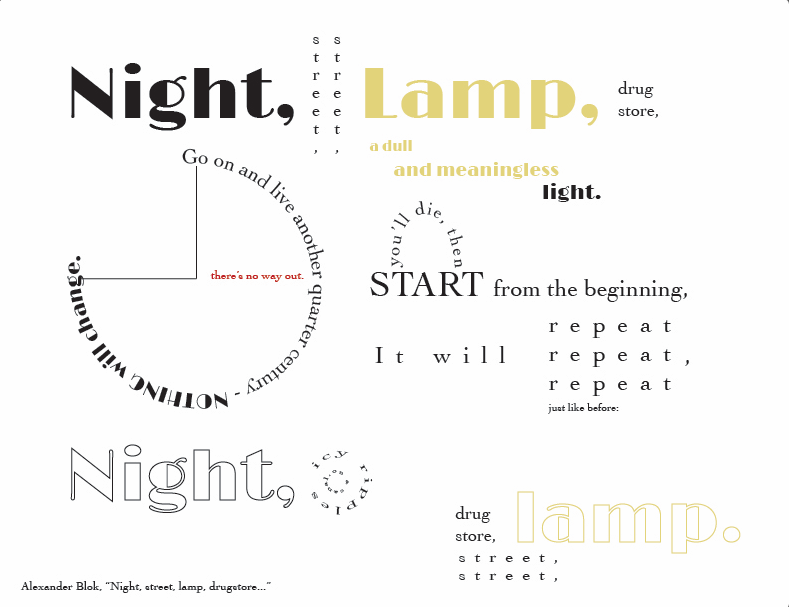 Night,
street,
street,
Lamp,
drug
store,
a dull
and meaningless
light.
Go on and live another quarter century - NOTHING will change.
there's no way out.
you'll die, then
START from the beginning,
It will
repeat
repeat,
repeat
just like before:
Night,
icy ripples
drug
store,
street,
street,
lamp.
Alexander Blok, "Night, street, lamp, drugstore..."